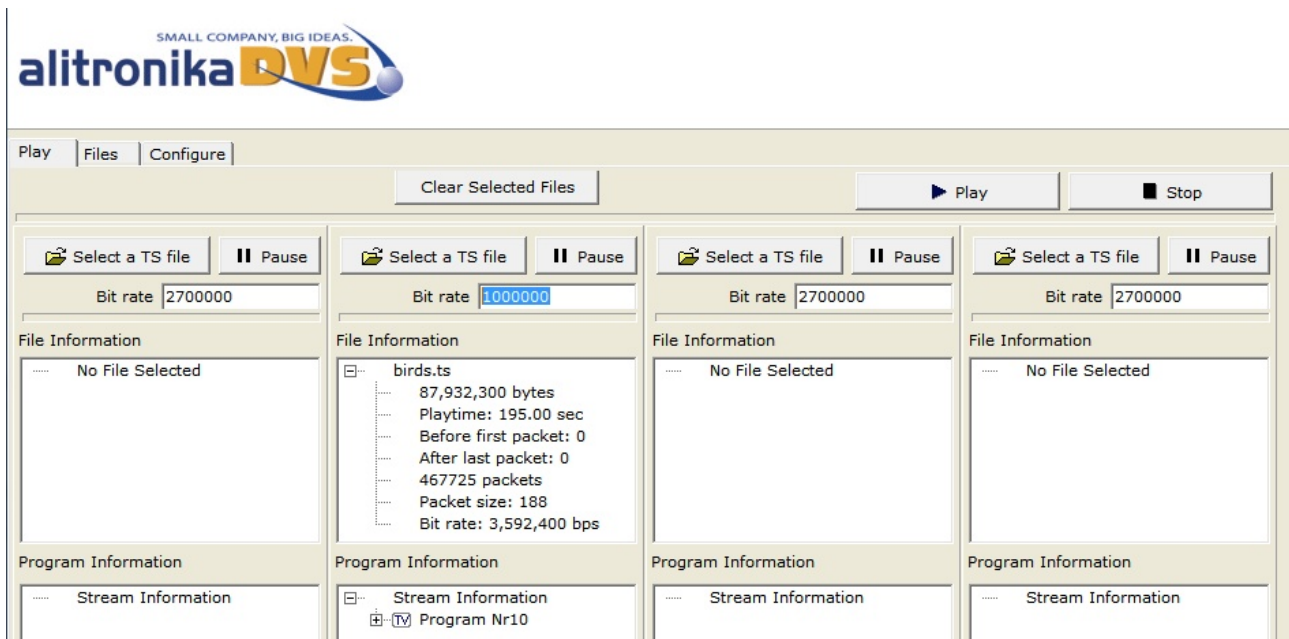 SMALL COMPANY, BIG IDEAS.
alitronika DVS
Play Files Configure
Clear Selected Files Play Stop
Select a TS file Pause Select a TS file Pause Select a TS file Pause Select a TS file Pause
Bit rate 2700000 Bit rate 1000000 Bit rate 2700000 Bit rate 2700000
File Information File Information File Information File Information
No File Selected birds.ts No File Selected No File Selected
87,932,300 bytes
Playtime: 195.00 sec
Before first packet: 0
After last packet: 0
467725 packets
Packet size: 188
Bit rate: 3,592,400 bps
Program Information Program Information Program Information Program Information
Stream Information Stream Information Stream Information Stream Information
TV Program Nr10